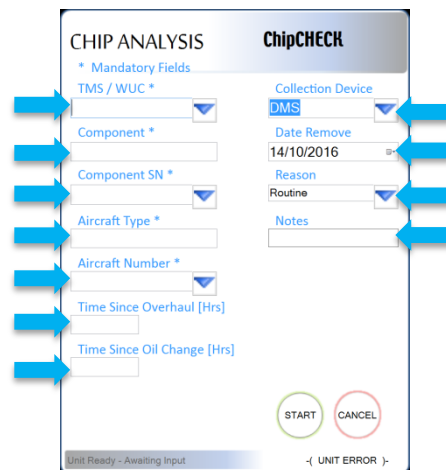 CHIP ANALYSIS
ChipCHECK
* Mandatory Fields
TMS / WUC *
Component *
Component SN *
Aircraft Type *
Aircraft Number *
Time Since Overhaul [Hrs]
Time Since Oil Change [Hrs]
Collection Device
DMS
Date Remove
14/10/2016
Reason
Routine
Notes
START
CANCEL
Unit Ready - Awaiting Input
-( UNIT ERROR )-